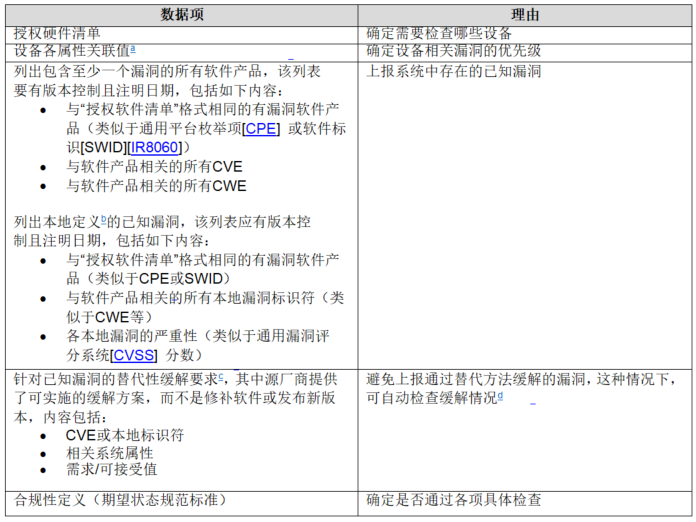 数据项
理由
授权硬件清单
确定需要检查哪些设备
设备各属性关联值a
确定设备相关漏洞的优先级
列出包含至少一个漏洞的所有软件产品，该列表
要有版本控制且注明日期，包括如下内容：
● 与“授权软件清单”格式相同的有漏洞软件产
品（类似于通用平台枚举项[CPE] 或软件标
识[SWID][IR8060]）
● 与软件产品相关的所有CVE
● 与软件产品相关的所有CWE
列出本地定义b的已知漏洞，该列表应有版本控
制且注明日期，包括如下内容：
● 与“授权软件清单”格式相同的有漏洞软件产
品（类似于CPE或SWID）
● 与软件产品相关的所有本地漏洞标识符（类
似于CWE等）
● 各本地漏洞的严重性（类似于通用漏洞评
分系统[CVSS] 分数）
上报系统中存在的已知漏洞
针对已知漏洞的替代性缓解要求c，其中源厂商提供
了可实施的缓解方案，而不是修补软件或发布新版
本，内容包括：
● CVE或本地标识符
● 相关系统属性
● 需求/可接受值
避免上报通过替代方法缓解的漏洞，这种情况下，
可自动检查缓解情况d
合规性定义（期望状态规范标准）
确定是否通过各项具体检查